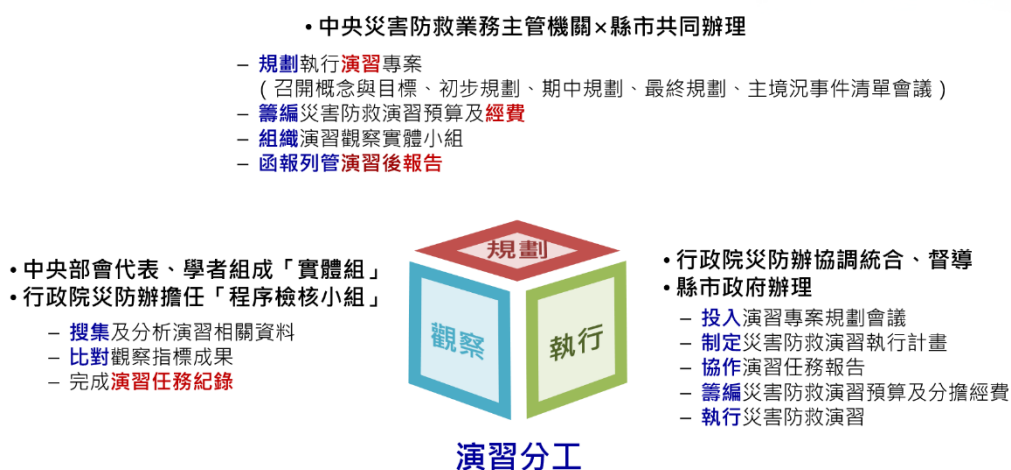 • 中央災害防救業務主管機關×縣市共同辦理
– 規劃執行演習專案
(召開概念與目標、初步規劃、期中規劃、最終規劃、主境況事件清單會議)
– 籌編災害防救演習預算及經費
– 組織演習觀察實體小組
– 函報列管演習後報告
• 中央部會代表、學者組成「實體組」
• 行政院災防辦擔任「程序檢核小組」
– 搜集及分析演習相關資料
– 比對觀察指標成果
– 完成演習任務紀錄
規劃
觀察
執行
• 行政院災防辦協調統合、督導
• 縣市政府辦理
– 投入演習專案規劃會議
– 制定災害防救演習執行計畫
– 協作演習任務報告
– 籌編災害防救演習預算及分擔經費
– 執行災害防救演習
演習分工